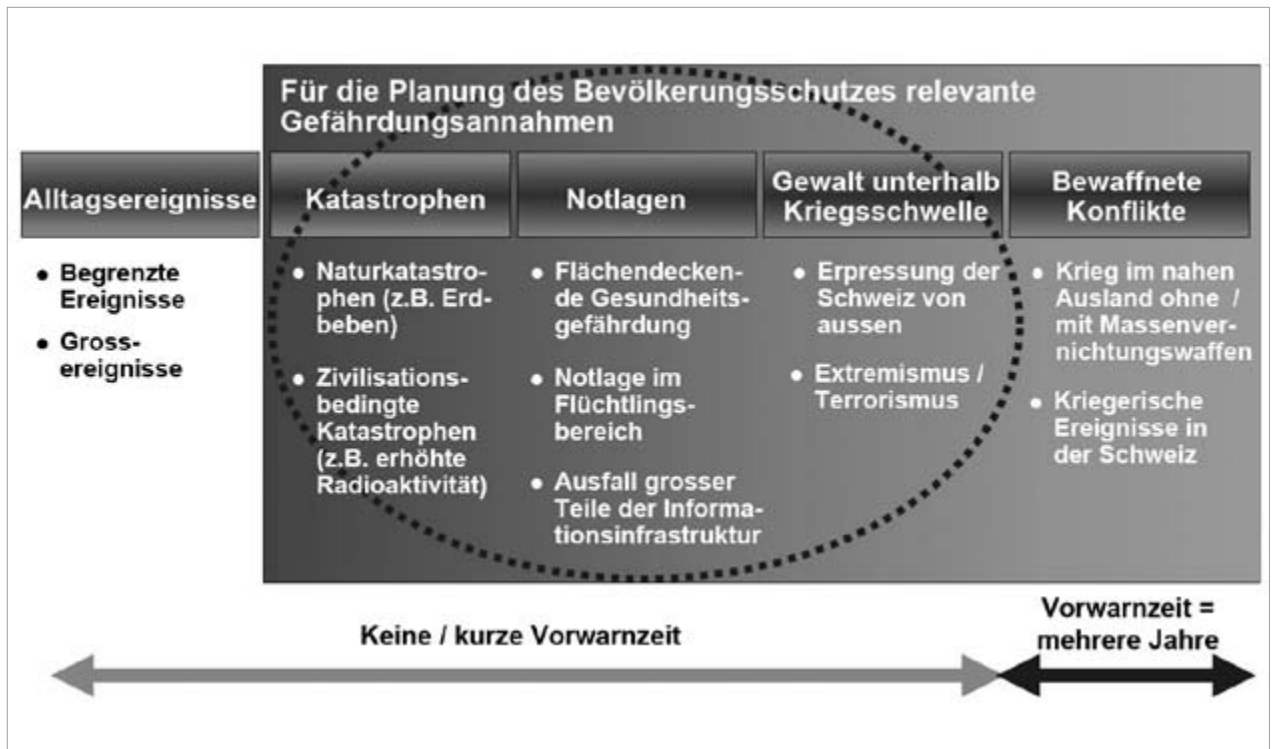 Für die Planung des Bevölkerungsschutzes relevante
Gefährdungsannahmen
Alltagsereignisse
● Begrenzte
Ereignisse
● Gross-
ereignisse
Katastrophen
● Naturkatastro-
phen (z.B. Erd-
beben)
● Zivilisations-
bedingte
Katastrophen
(z.B. erhöhte
Radioaktivität)
Notlagen
● Flächendecken-
de Gesundheits-
gefährdung
● Notlage im
Flüchtlings-
bereich
● Ausfall grosser
Teile der Informa-
tionsinfrastruktur
Gewalt unterhalb
Kriegsschwelle
● Erpressung der
Schweiz von
aussen
● Extremismus /
Terrorismus
Bewaffnete
Konflikte
● Krieg im nahen
Ausland ohne /
mit Massenver-
nichtungswaffen
● Kriegerische
Ereignisse in
der Schweiz
Keine / kurze Vorwarnzeit
Vorwarnzeit =
mehrere Jahre